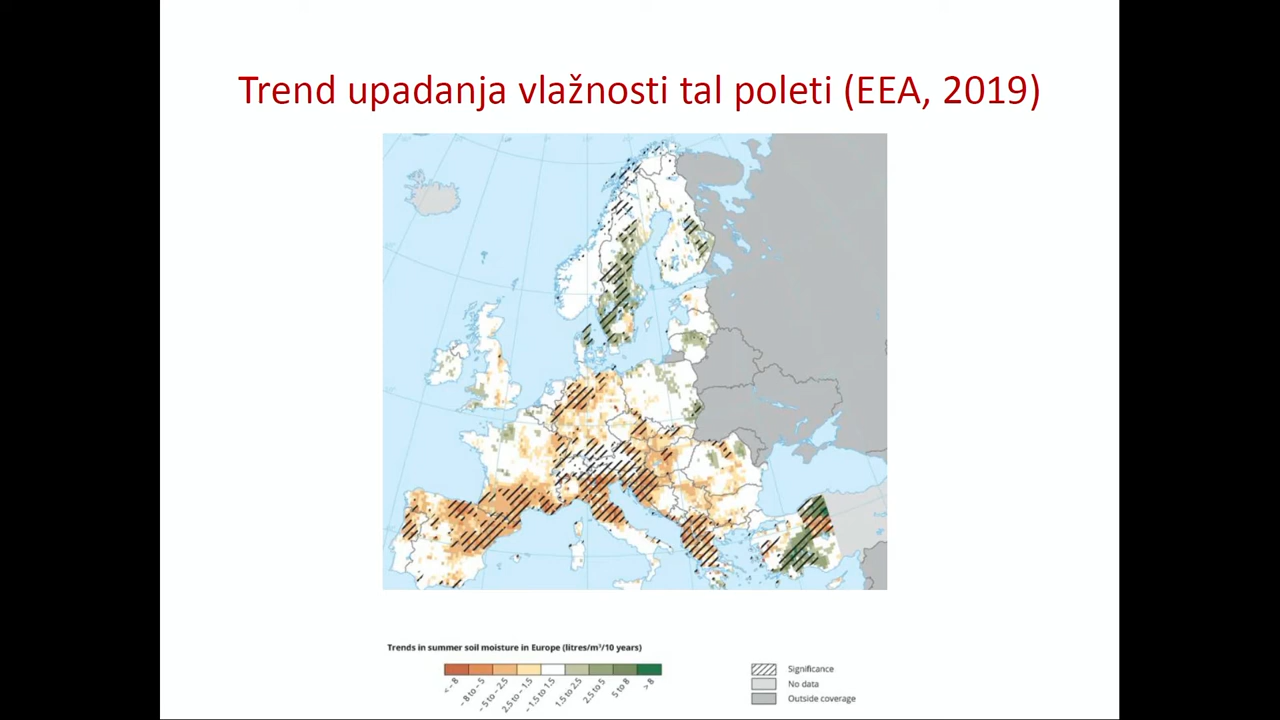 Trend upadanja vlažnosti tal poleti (EEA, 2019)
Trends in summer soil moisture in Europe (litres/m³/10 years)
< – 8
– 8 to – 5
– 5 to – 2.5
2.5 to – 1.5
– 1.5 to 1.5
1.5 to 2.5
2.5 to 5
5 to 8
> 8
Significance
No data
Outside coverage